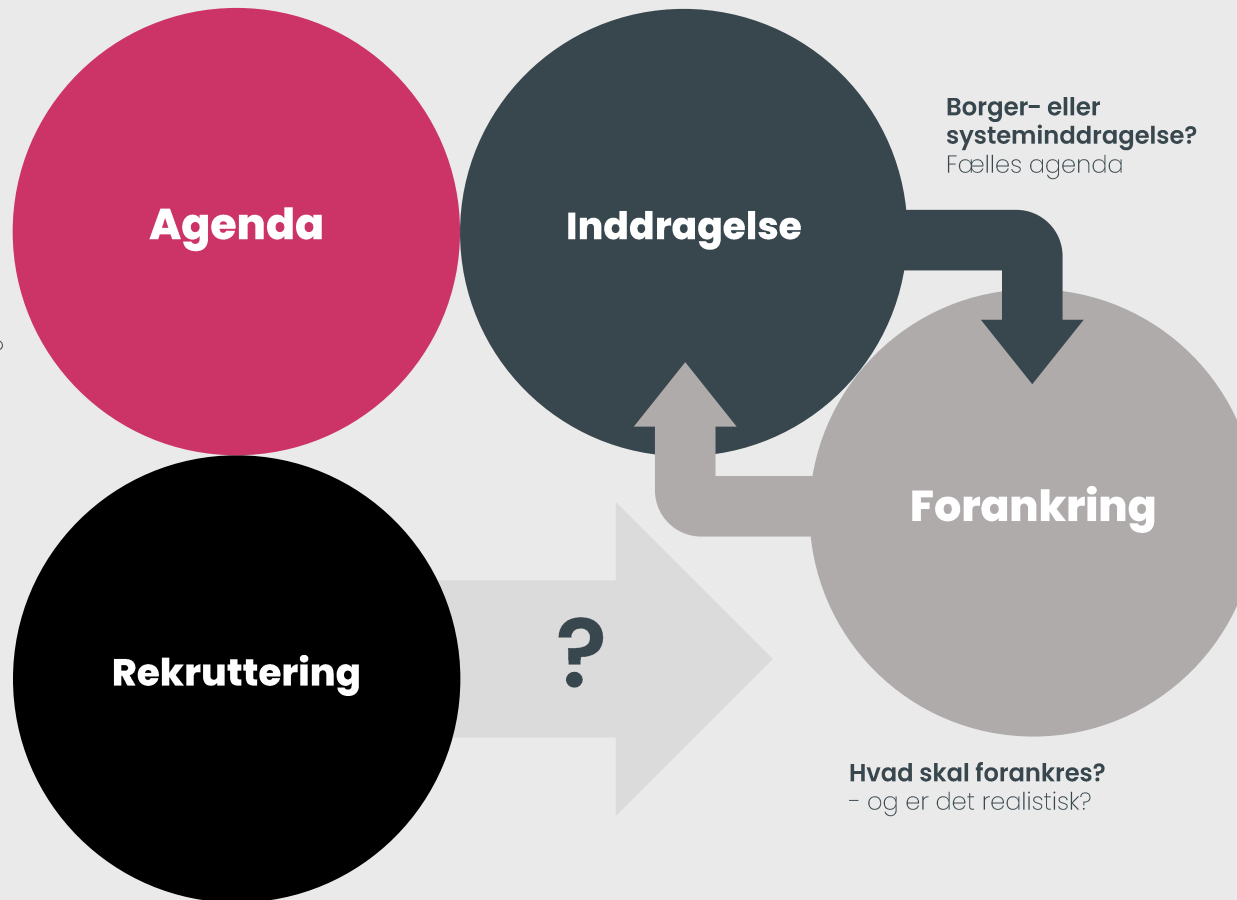 Agenda
Inddragelse
Borger- eller
systeminddragelse?
Fælles agenda
Forankring
Rekruttering
?
Hvad skal forankres?
- og er det realistisk?